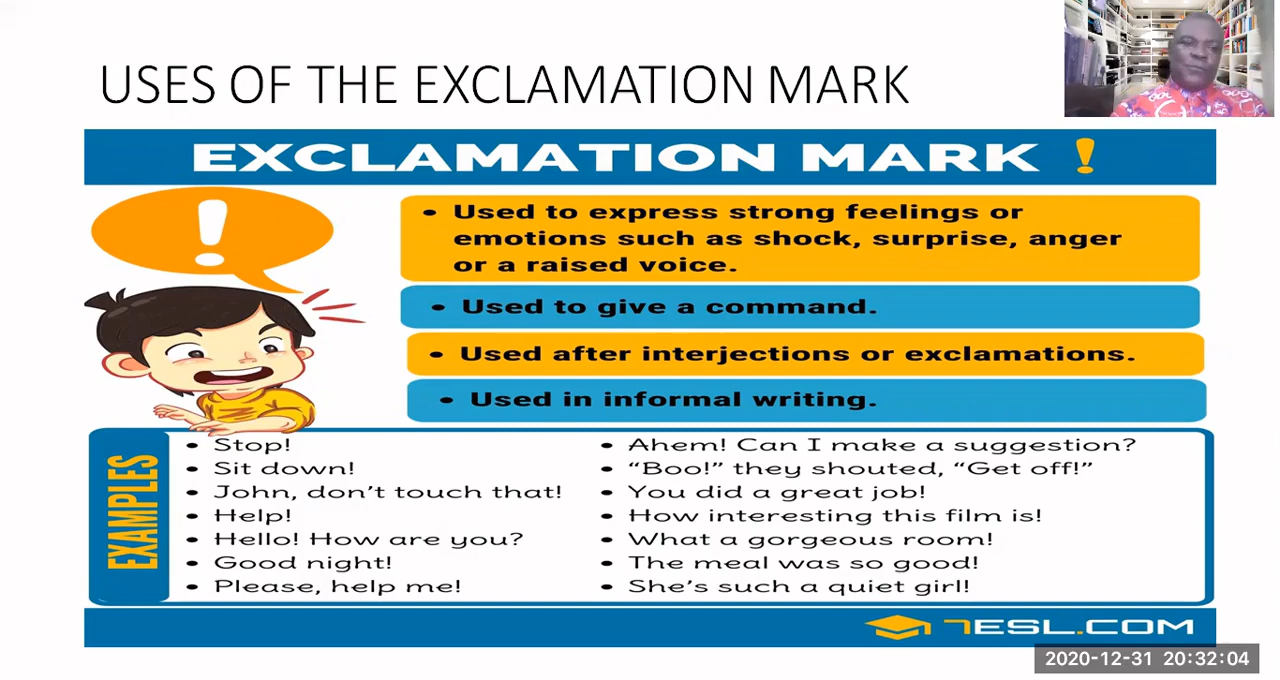 USES OF THE EXCLAMATION MARK
EXCLAMATION MARK !
!
• Used to express strong feelings or
emotions such as shock, surprise, anger
or a raised voice.
• Used to give a command.
• Used after interjections or exclamations.
• Used in informal writing.
EXAMPLES
• Stop!
• Sit down!
• John, don't touch that!
• Help!
• Hello! How are you?
• Good night!
• Please, help me!
• Ahem! Can I make a suggestion?
• “Boo!” they shouted, “Get off!”
• You did a great job!
• How interesting this film is!
• What a gorgeous room!
• The meal was so good!
• She's such a quiet girl!
7ESL.COM
2020-12-31 20:32:04